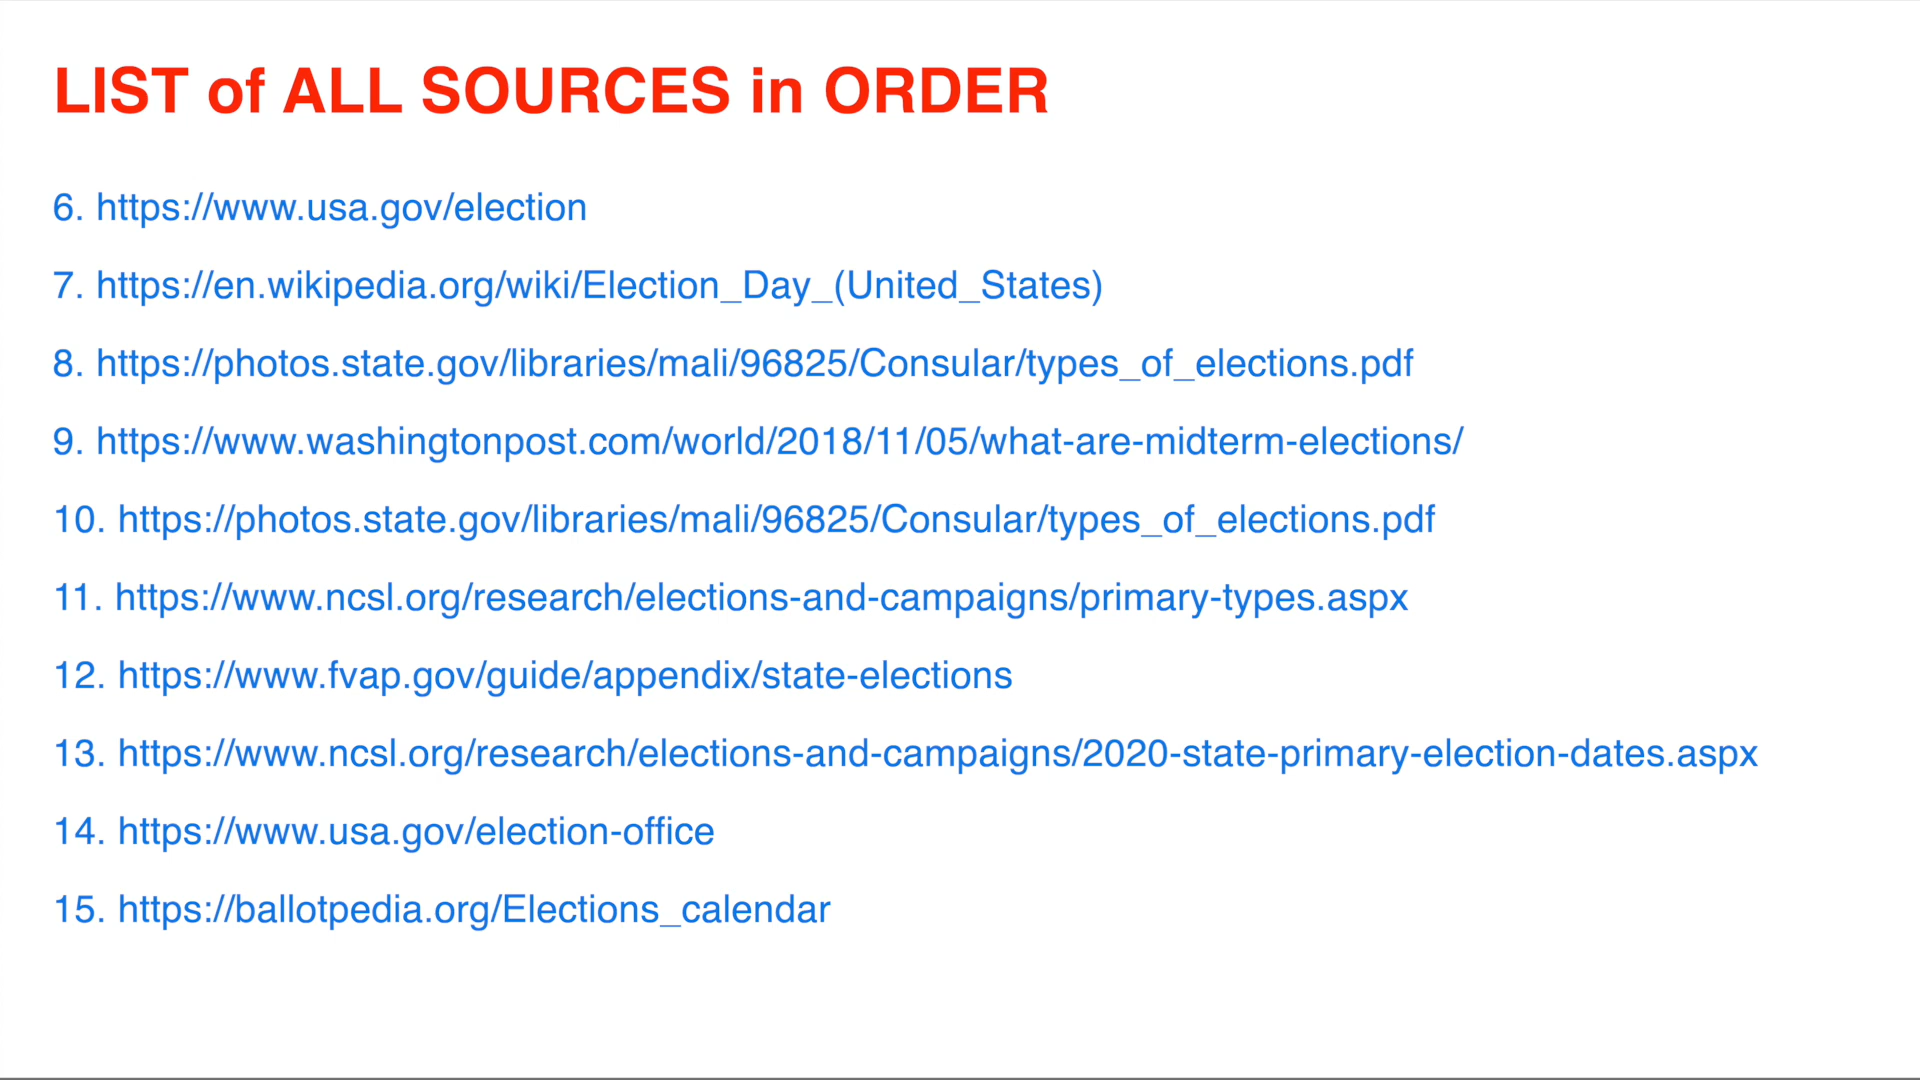 LIST of ALL SOURCES in ORDER
6. https://www.usa.gov/election
7. https://en.wikipedia.org/wiki/Election_Day_(United_States)
8. https://photos.state.gov/libraries/mali/96825/Consular/types_of_elections.pdf
9. https://www.washingtonpost.com/world/2018/11/05/what-are-midterm-elections/
10. https://photos.state.gov/libraries/mali/96825/Consular/types_of_elections.pdf
11. https://www.ncsl.org/research/elections-and-campaigns/primary-types.aspx
12. https://www.fvap.gov/guide/appendix/state-elections
13. https://www.ncsl.org/research/elections-and-campaigns/2020-state-primary-election-dates.aspx
14. https://www.usa.gov/election-office
15. https://ballotpedia.org/Elections_calendar